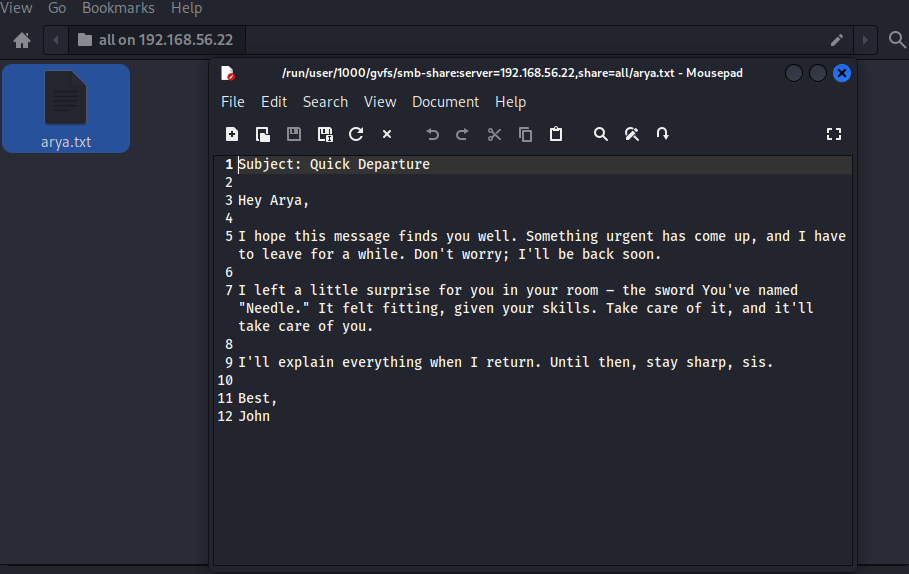 View Go Bookmarks Help
all on 192.168.56.22
arya.txt
/run/user/1000/gvfs/smb-share:server=192.168.56.22,share=all/arya.txt - Mousepad
File Edit Search View Document Help
1 Subject: Quick Departure
2
3 Hey Arya,
4
5 I hope this message finds you well. Something urgent has come up, and I have
to leave for a while. Don't worry; I'll be back soon.
6
7 I left a little surprise for you in your room – the sword You've named
"Needle." It felt fitting, given your skills. Take care of it, and it'll
take care of you.
8
9 I'll explain everything when I return. Until then, stay sharp, sis.
10
11 Best,
12 John